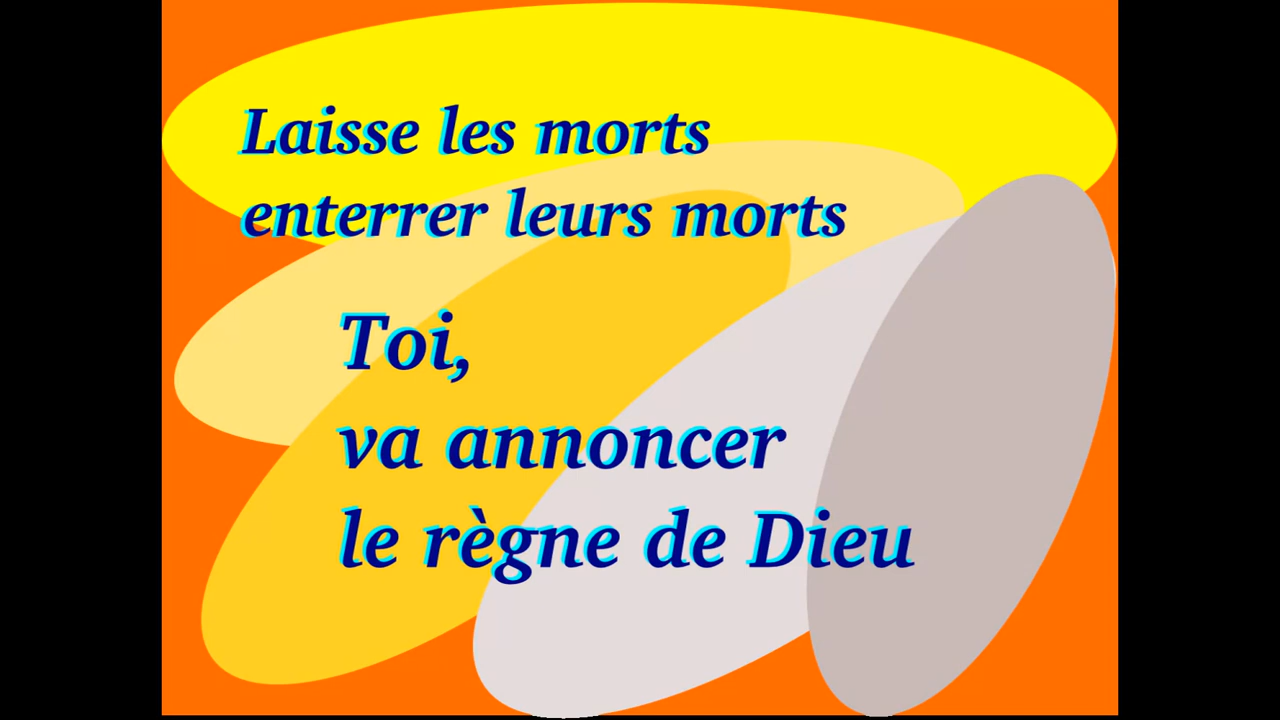 Laisse les morts
enterrer leurs morts
Toi,
va annoncer
le règne de Dieu